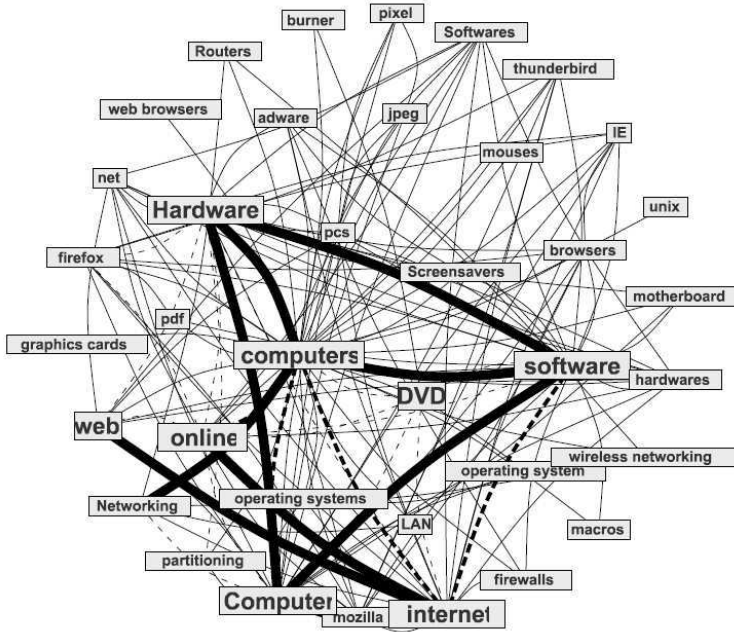 burner
pixel
Routers
Softwares
thunderbird
web browsers
adware
jpeg
IE
mouses
net
Hardware
pcs
unix
firefox
browsers
Screensavers
motherboard
pdf
graphics cards
computers
software
hardwares
DVD
web
online
wireless networking
operating system
Networking
operating systems
LAN
macros
partitioning
firewalls
Computer
mozilla
internet